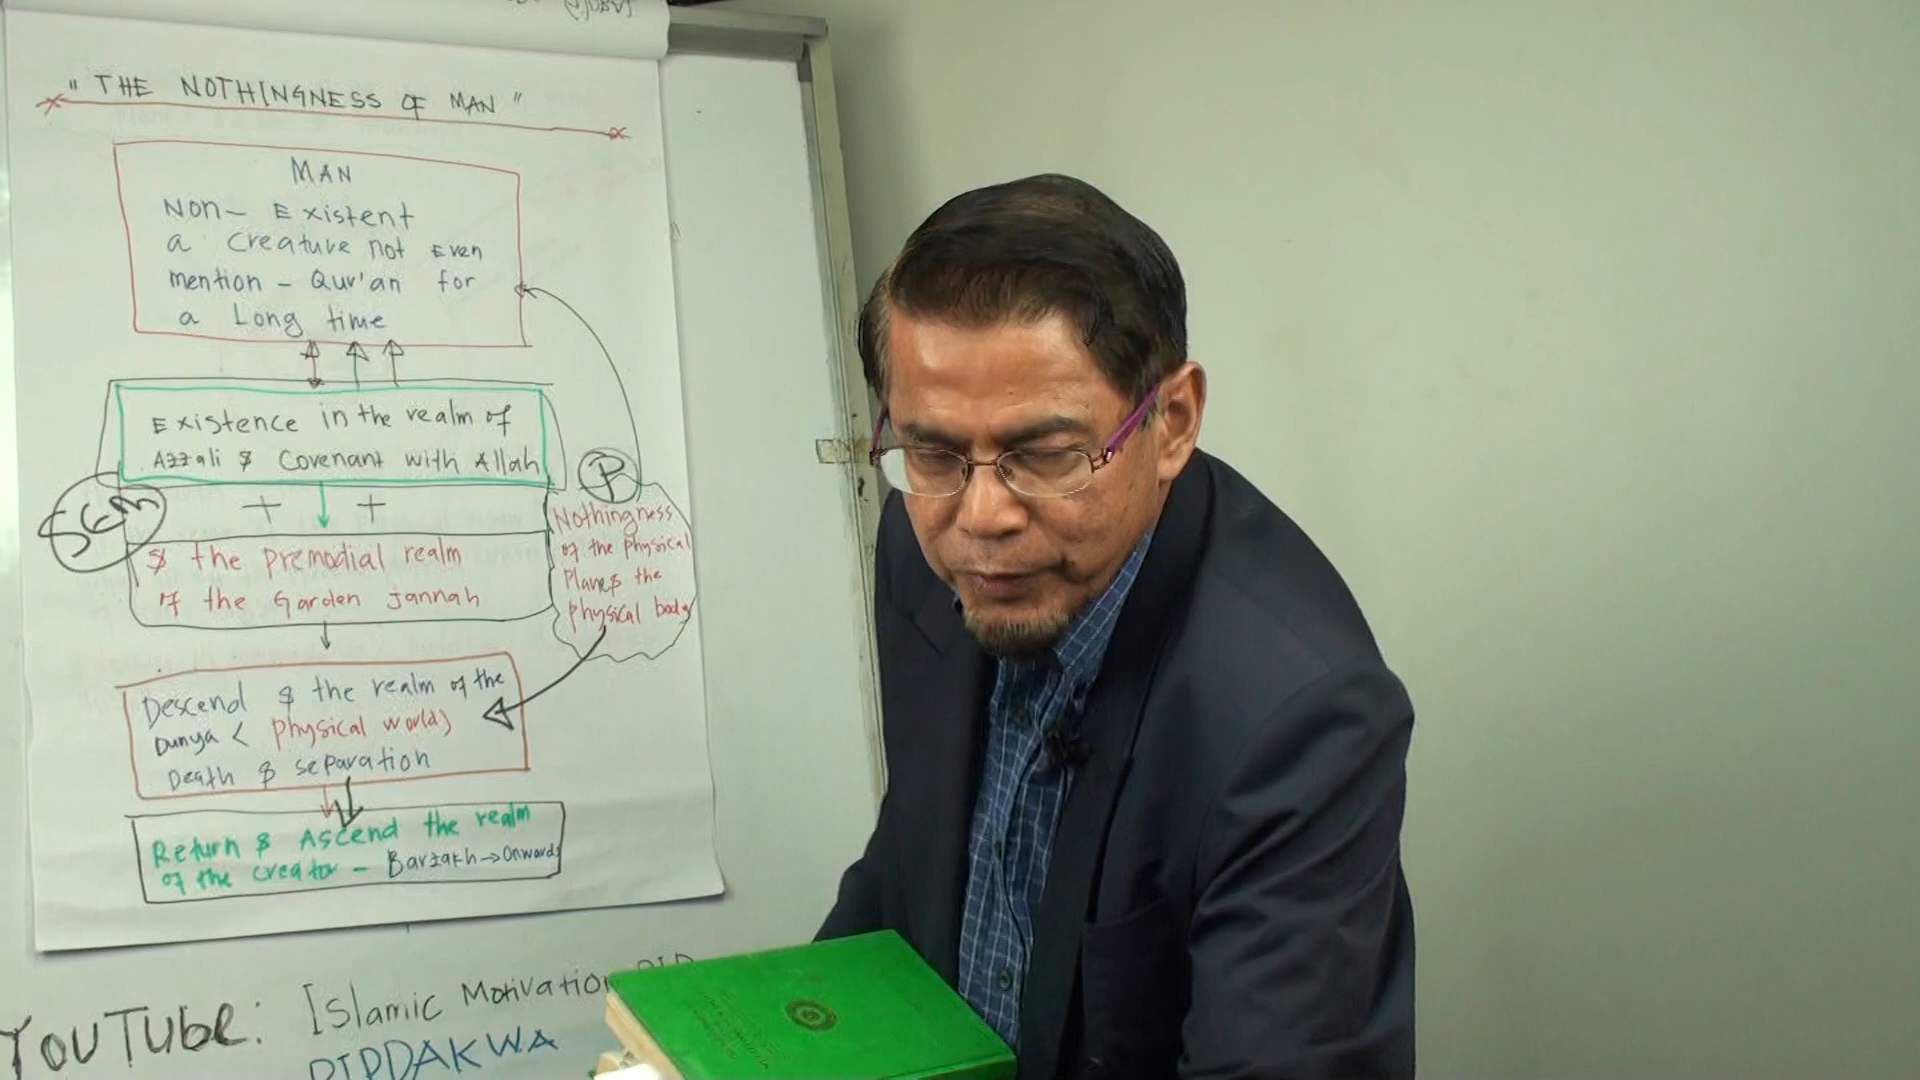 " THE NOTHINGNESS OF MAN "
MAN
Non- Existent
a creature not Even
mention - Qur'an for
a Long time
Existence in the realm of
Azzali & Covenant with Allah
+ +
SEM
& the premodial realm
of the Garden jannah
P
Nothingness
of the physical
Plane & the
physical body
Descend & the realm of the
Dunya < physical world>
Death & separation
Return & Ascend the realm
of the creator - Barzakh → Onwards
YOUTUbe: Islamic Motivation
PIPDAKWA